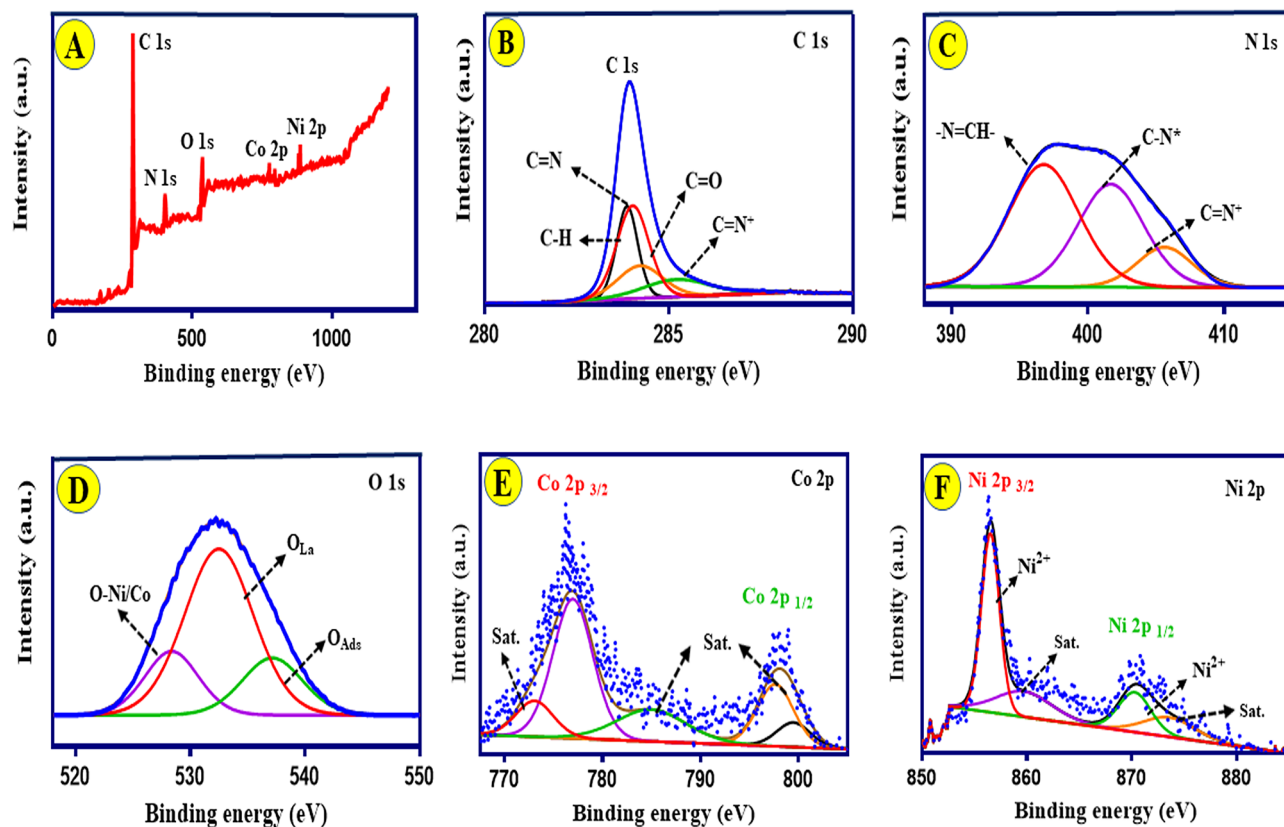 A
C 1s
N 1s
O 1s
Co 2p
Ni 2p
Intensity (a.u.)
0
500
1000
Binding energy (eV)
B
C 1s
C 1s
C=N
C-H
C=O
C=N⁺
Intensity (a.u.)
280
285
290
Binding energy (eV)
C
N 1s
-N=CH-
C-N*
C=N⁺
Intensity (a.u.)
390
400
410
Binding energy (eV)
D
O 1s
O-Ni/Co
O_La
O_Ads
Intensity (a.u.)
520
530
540
550
Binding energy (eV)
E
Co 2p 3/2
Co 2p
Co 2p 1/2
Sat.
Sat.
Intensity (a.u.)
770
780
790
800
Binding energy (eV)
F
Ni 2p 3/2
Ni 2p
Ni²⁺
Ni 2p 1/2
Sat.
Ni²⁺
Sat.
Intensity (a.u.)
850
860
870
880
Binding energy (eV)